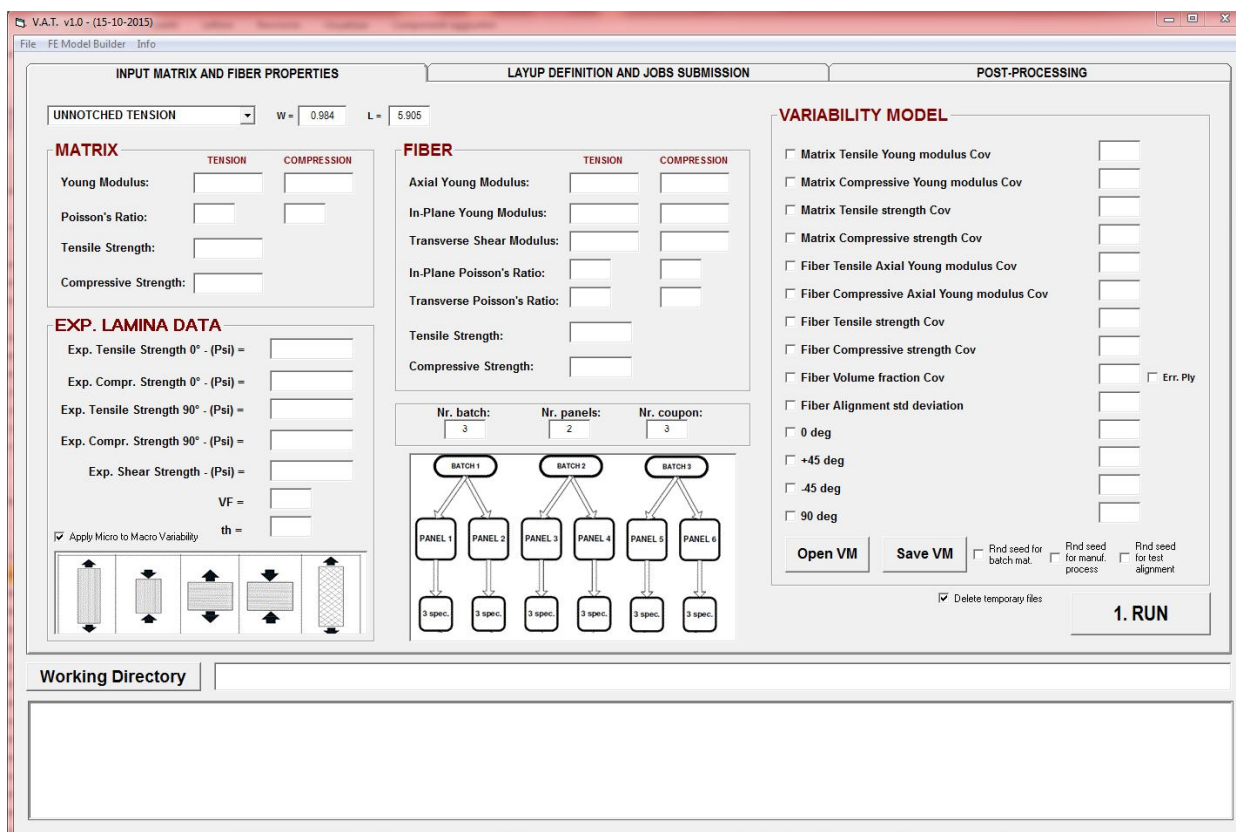 V.A.T. v1.0 - (15-10-2015)
File FE Model Builder Info
INPUT MATRIX AND FIBER PROPERTIES LAYUP DEFINITION AND JOBS SUBMISSION POST-PROCESSING
UNNOTCHED TENSION W = 0.984 L = 5.905
MATRIX
TENSION COMPRESSION
Young Modulus:
Poisson's Ratio:
Tensile Strength:
Compressive Strength:
EXP. LAMINA DATA
Exp. Tensile Strength 0° - (Psi) =
Exp. Compr. Strength 0° - (Psi) =
Exp. Tensile Strength 90° - (Psi) =
Exp. Compr. Strength 90° - (Psi) =
Exp. Shear Strength - (Psi) =
VF =
th =
Apply Micro to Macro Variability
FIBER
TENSION COMPRESSION
Axial Young Modulus:
In-Plane Young Modulus:
Transverse Shear Modulus:
In-Plane Poisson's Ratio:
Transverse Poisson's Ratio:
Tensile Strength:
Compressive Strength:
Nr. batch: Nr. panels: Nr. coupon:
3 2 3
BATCH 1 BATCH 2 BATCH 3
PANEL 1 PANEL 2 PANEL 3 PANEL 4 PANEL 5 PANEL 6
3 spec. 3 spec. 3 spec. 3 spec. 3 spec. 3 spec.
VARIABILITY MODEL
Matrix Tensile Young modulus Cov
Matrix Compressive Young modulus Cov
Matrix Tensile strength Cov
Matrix Compressive strength Cov
Fiber Tensile Axial Young modulus Cov
Fiber Compressive Axial Young modulus Cov
Fiber Tensile strength Cov
Fiber Compressive strength Cov
Fiber Volume fraction Cov Err. Ply
Fiber Alignment std deviation
0 deg
+45 deg
-45 deg
90 deg
Open VM Save VM
Rnd seed for
batch mat.
Rnd seed
for manuf.
process
Rnd seed
for test
alignment
Delete temporary files
1. RUN
Working Directory